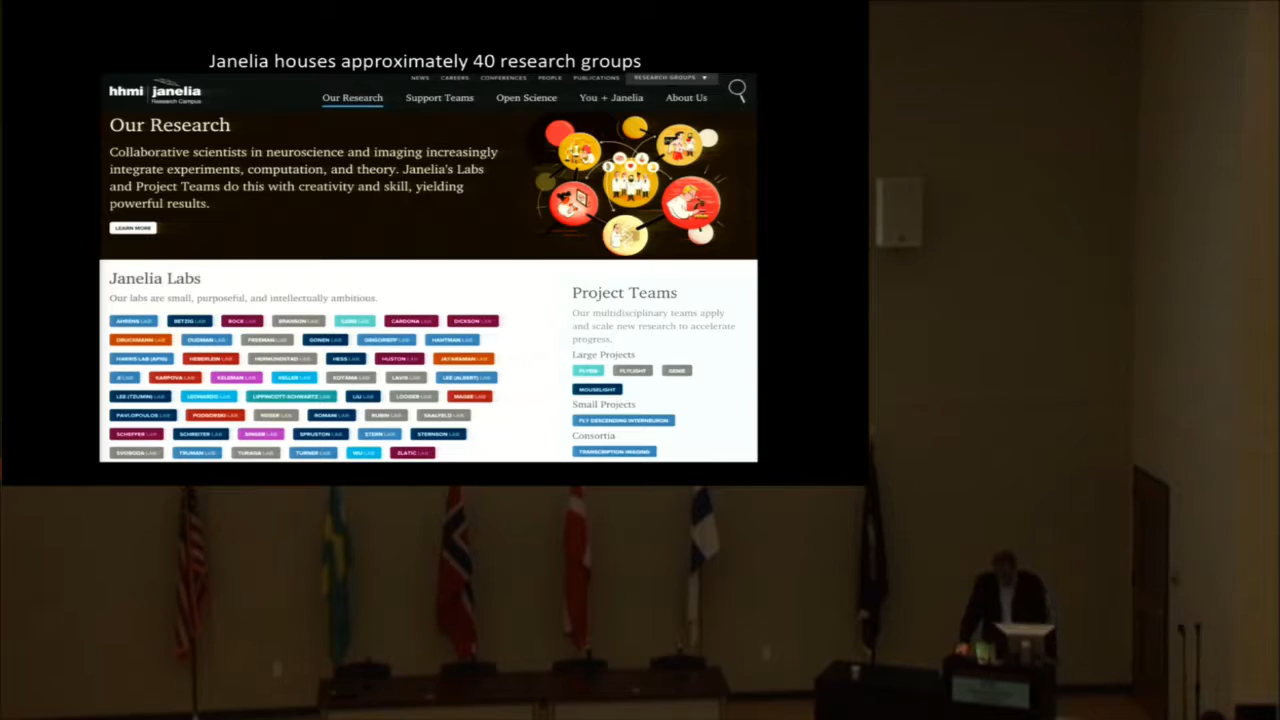 Janelia houses approximately 40 research groups
NEWS CAREERS CONFERENCES PEOPLE PUBLICATIONS RESEARCH GROUPS
hhmi janelia
Research Campus
Our Research Support Teams Open Science You + Janelia About Us
Our Research
Collaborative scientists in neuroscience and imaging increasingly
integrate experiments, computation, and theory. Janelia's Labs
and Project Teams do this with creativity and skill, yielding
powerful results.
LEARN MORE
Janelia Labs
Our labs are small, purposeful, and intellectually ambitious.
AHRENS LAB BETZIG LAB BOCK LAB BRANSON LAB CARDONA LAB DICKSON LAB
DRUCKMANN LAB DUDMAN LAB FREEMAN LAB GONEN LAB GRIGORIEFF LAB HANTMAN LAB
HARRIS LAB (APIG) HEBERLEIN LAB HERMUNDSTAD LAB HESS LAB HUSTON LAB JAYARAMAN LAB
JI LAB KARPOVA LAB KELEMAN LAB KELLER LAB KOYAMA LAB LAVIS LAB LEE (ALBERT) LAB
LEE (TZUMIN) LAB LEONARDO LAB LIPPINCOTT-SCHWARTZ LAB LIU LAB LOOGER LAB MAGEE LAB
PAVLOPOULOS LAB PODGORSKI LAB REISER LAB ROMANI LAB RUBIN LAB SAALFELD LAB
SCHEFFER LAB SCHREITER LAB SINGER LAB SPRUSTON LAB STERN LAB STERNSON LAB
SVOBODA LAB TRUMAN LAB TURAGA LAB TURNER LAB WU LAB ZLATIC LAB
Project Teams
Our multidisciplinary teams apply
and scale new research to accelerate
progress.
Large Projects
FLYEM FLYLIGHT GENIE
MOUSELIGHT
Small Projects
FLY DESCENDING INTERNEURON
Consortia
TRANSCRIPTION IMAGING